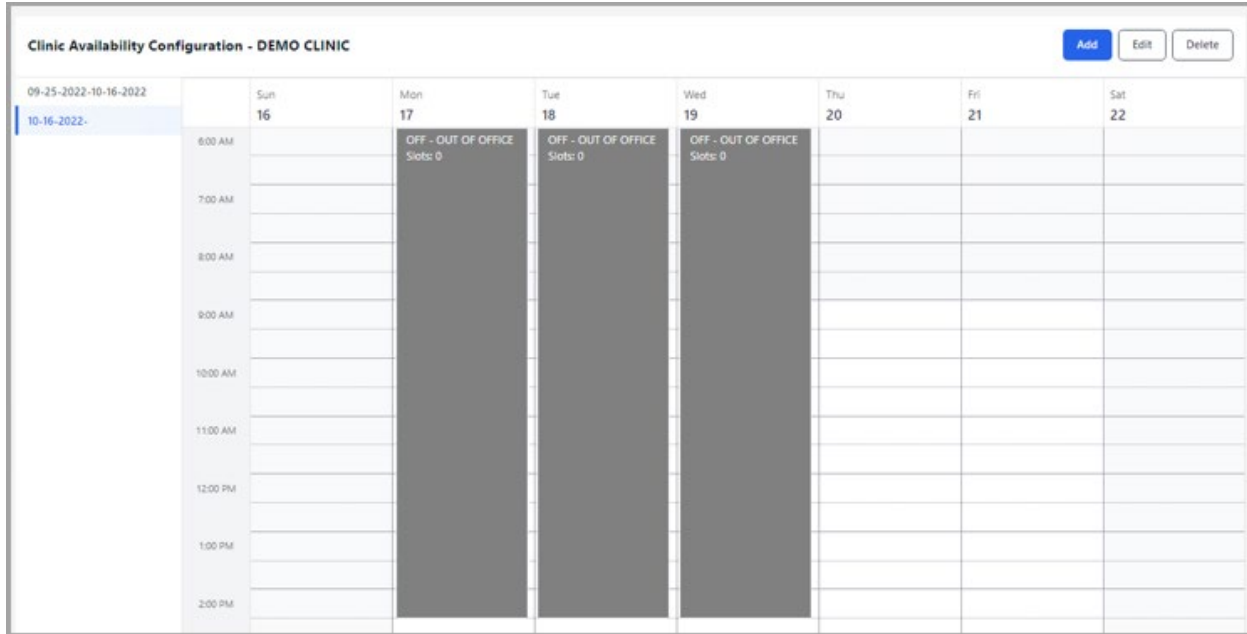 Clinic Availability Configuration - DEMO CLINIC
Add Edit Delete
09-25-2022-10-16-2022
10-16-2022-
Sun Mon Tue Wed Thu Fri Sat
16 17 18 19 20 21 22
6:00 AM
OFF - OUT OF OFFICE OFF - OUT OF OFFICE OFF - OUT OF OFFICE
Slots: 0 Slots: 0 Slots: 0
7:00 AM
8:00 AM
9:00 AM
10:00 AM
11:00 AM
12:00 PM
1:00 PM
2:00 PM